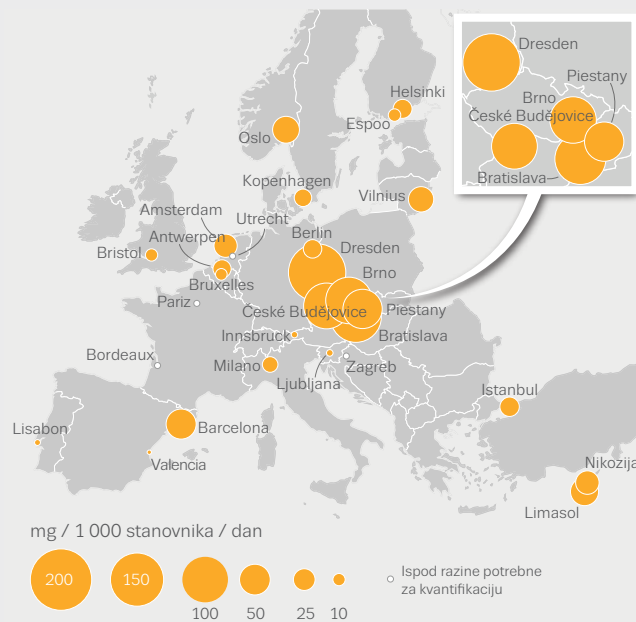 Dresden
Piestany
Brno
České Budějovice
Bratislava
Helsinki
Espoo
Oslo
Kopenhagen
Vilnius
Amsterdam
Utrecht
Antwerpen
Berlin
Bristol
Dresden
Bruxelles
Brno
Pariz
České Budějovice
Piestany
Innsbruck
Bratislava
Bordeaux
Milano
Zagreb
Ljubljana
Istanbul
Lisabon
Barcelona
Valencia
Nikozija
Limasol
mg / 1 000 stanovnika / dan
200
150
100
50
25
10
Ispod razine potrebne
za kvantifikaciju